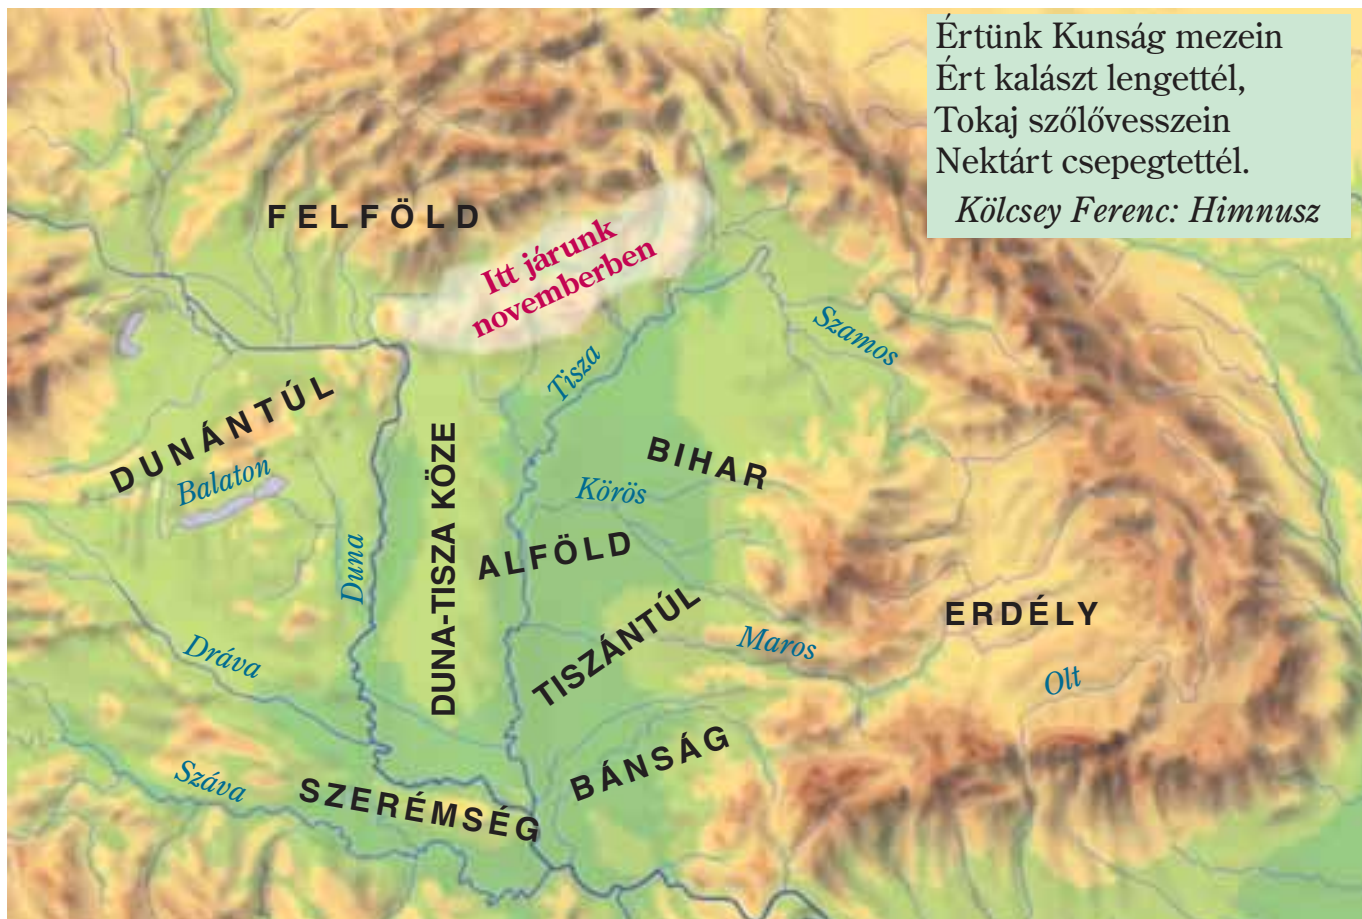 Értünk Kunság mezein
Ért kalászt lengettél,
Tokaj szőlővesszein
Nektárt csepegtettél.
Kölcsey Ferenc: Himnusz
FELFÖLD
Itt járunk
novemberben
Szamos
Tisza
DUNÁNTÚL
Balaton
BIHAR
Körös
DUNA-TISZA KÖZE
ALFÖLD
Duna
TISZÁNTÚL
ERDÉLY
Maros
Dráva
Olt
BÁNSÁG
Száva
SZERÉMSÉG